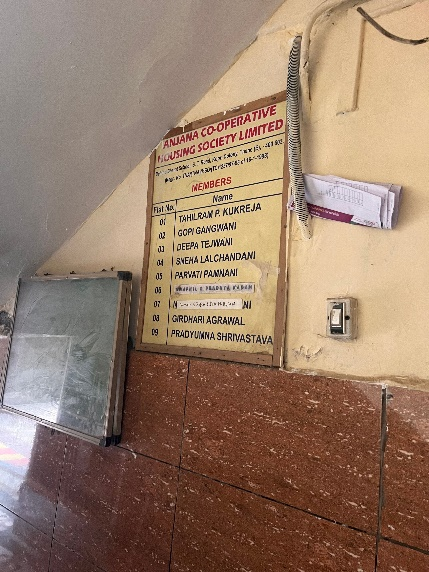 ANJANA CO-OPERATIVE
HOUSING SOCIETY LIMITED
MEMBERS
Flat No. Name
01 TAHILRAM P. KUKREJA
02 GOPI GANGWANI
03 DEEPA TEJWANI
04 SNEHA LALCHANDANI
05 PARVATI PAMNANI
06
07
08 GIRDHARI AGRAWAL
09 PRADYUMNA SHRIVASTAVA